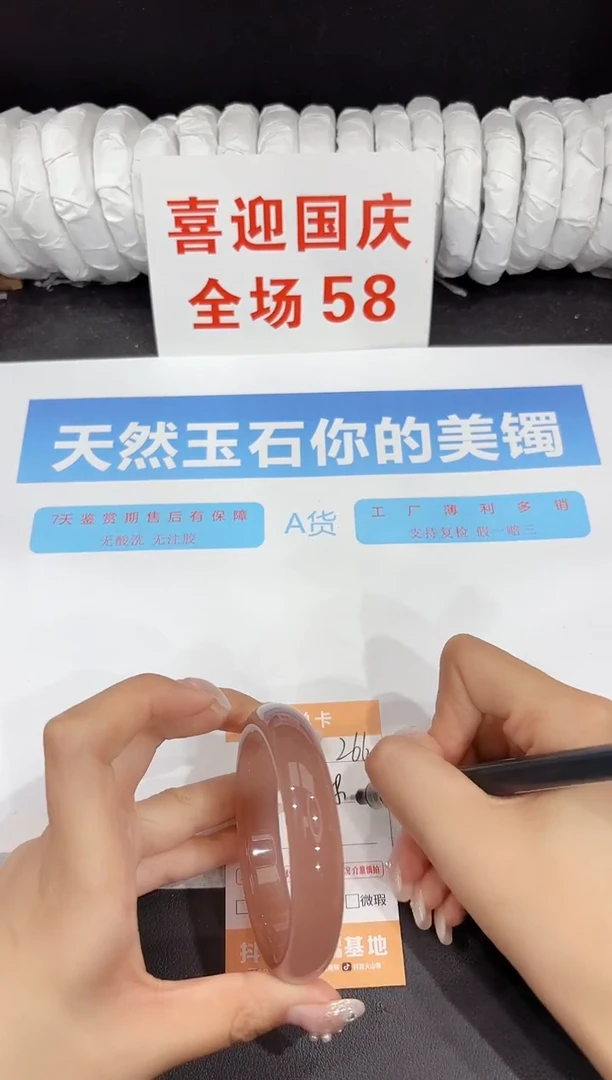 喜迎国庆
全场 58
天然玉石你的美镯
7天鉴赏期售后有保障
无酸洗 无注胶
A货
工厂薄利多销
支持复检 假一赔三
卡
266
微瑕
抖
基地